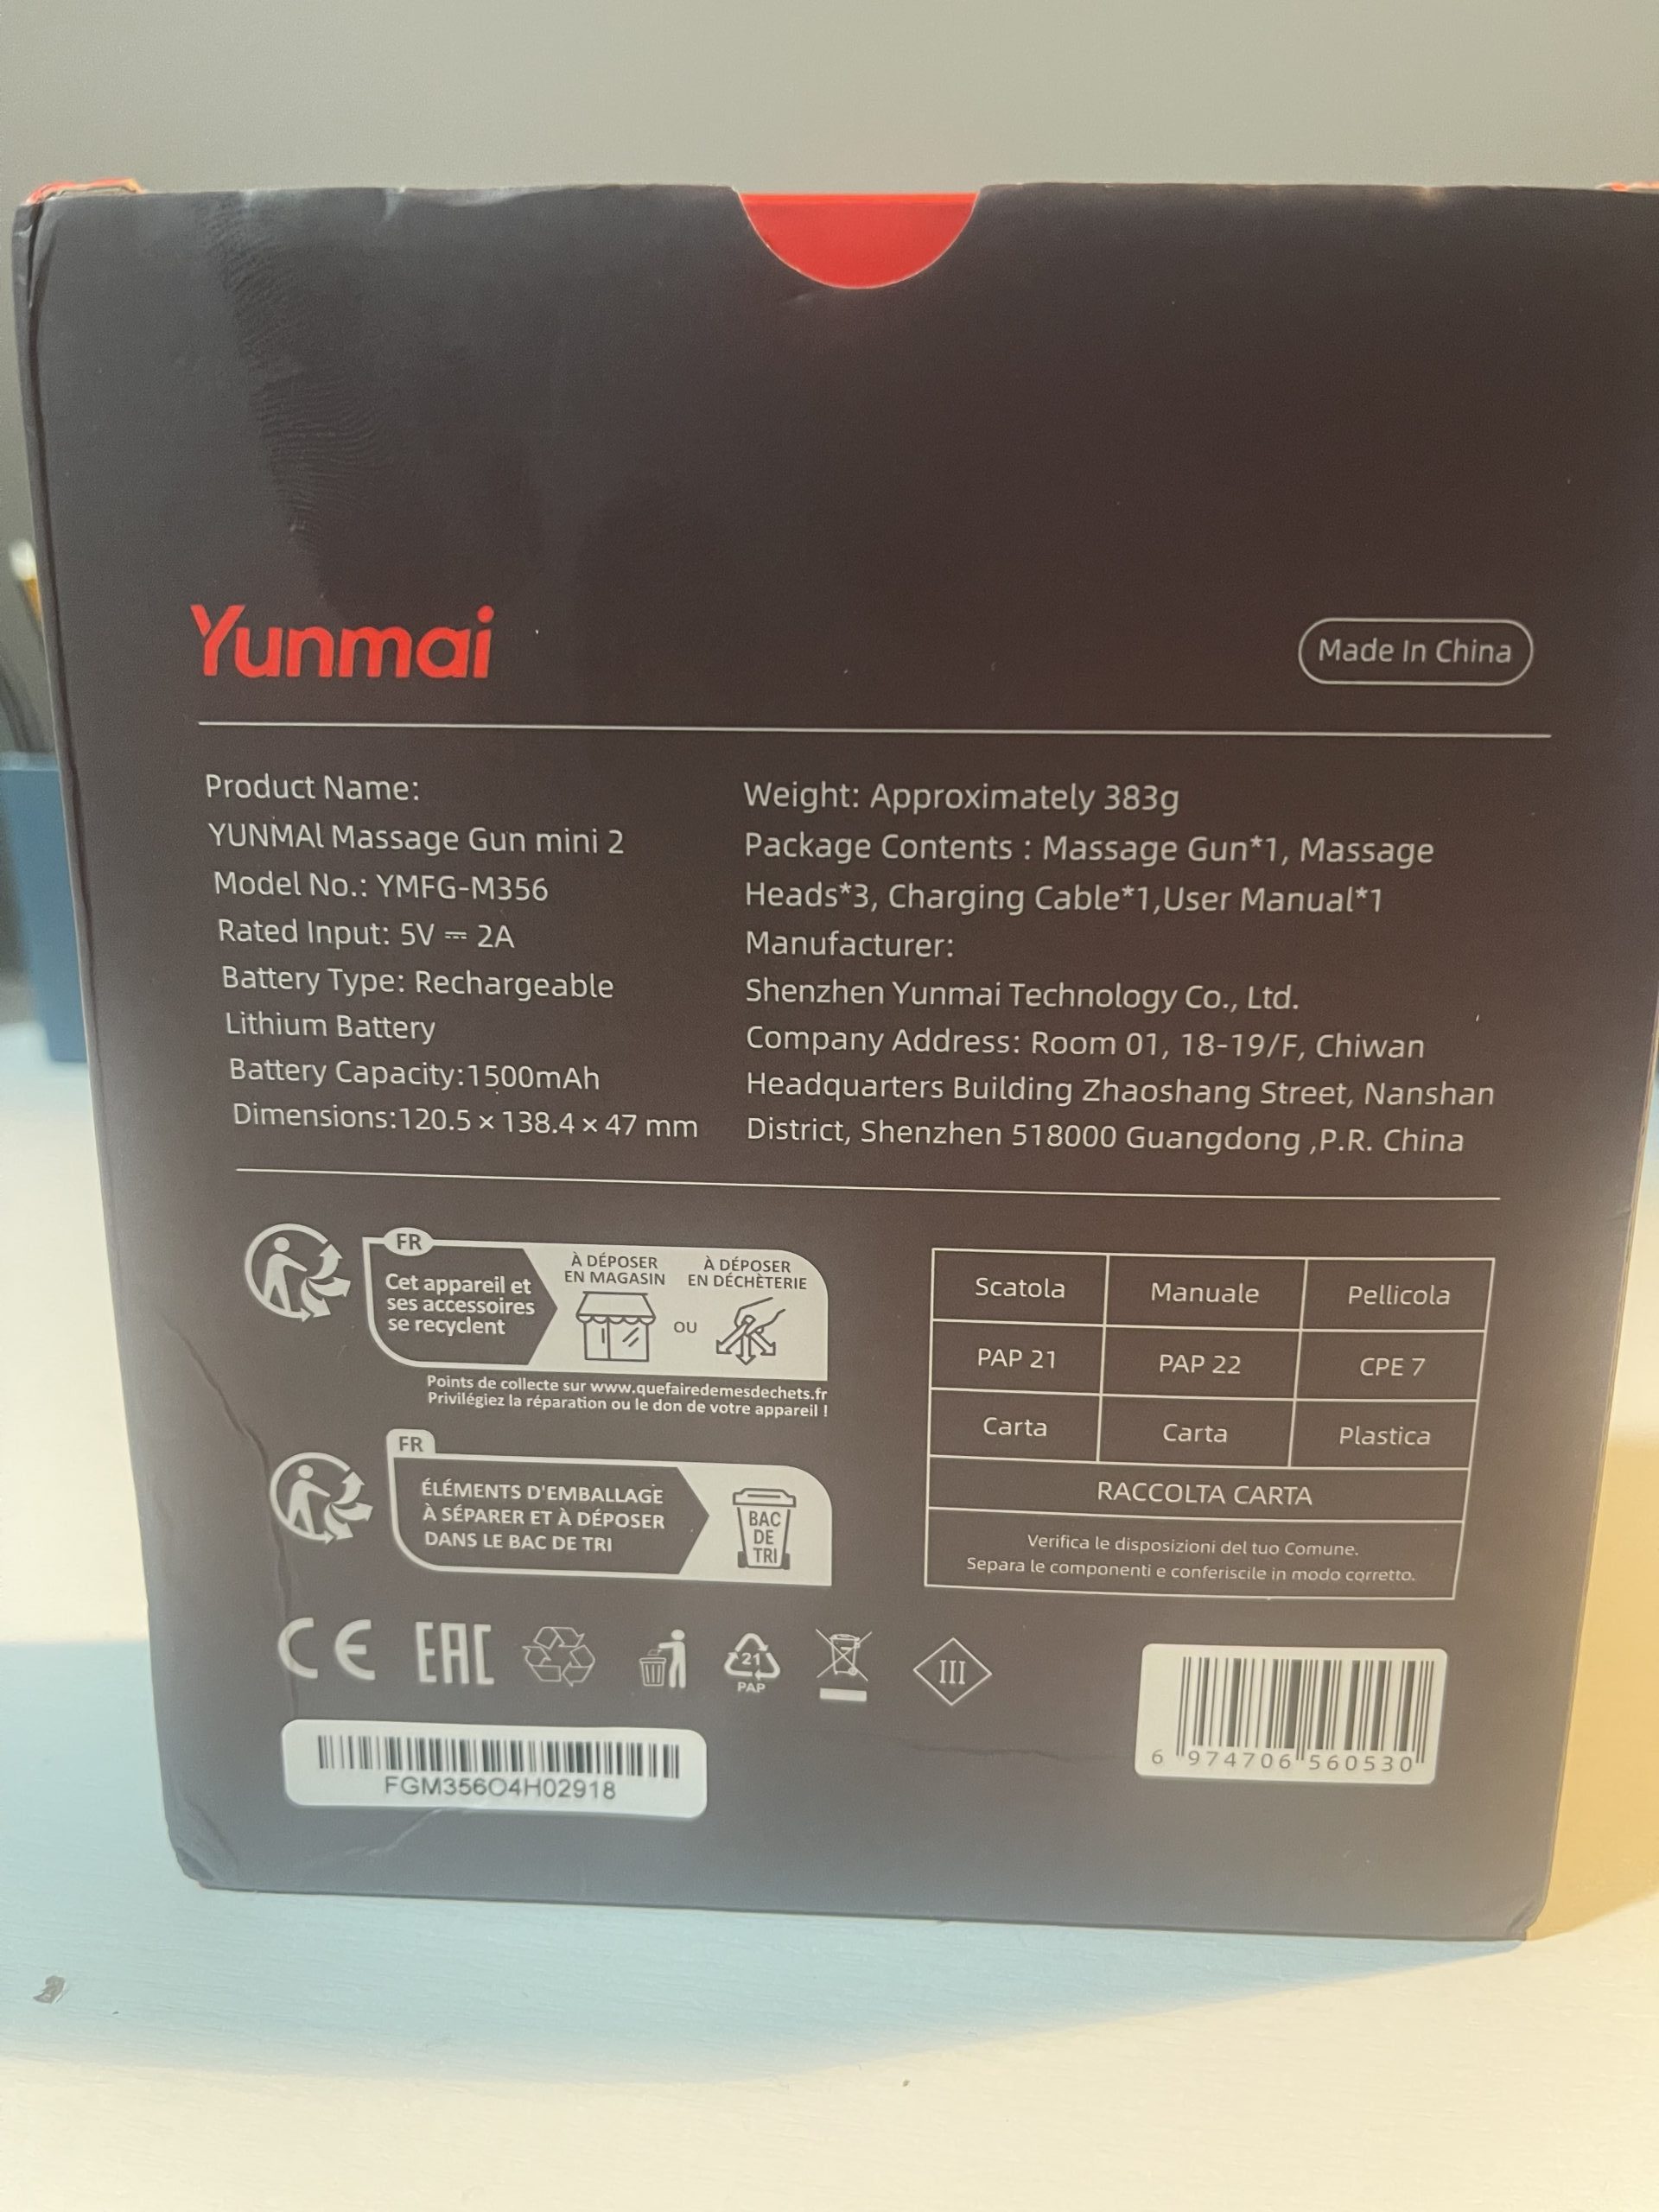 Yunmai
Made In China
Product Name:
YUNMAI Massage Gun mini 2
Model No.: YMFG-M356
Rated Input: 5V ⎓ 2A
Battery Type: Rechargeable
Lithium Battery
Battery Capacity:1500mAh
Dimensions:120.5 × 138.4 × 47 mm
Weight: Approximately 383g
Package Contents : Massage Gun*1, Massage
Heads*3, Charging Cable*1,User Manual*1
Manufacturer:
Shenzhen Yunmai Technology Co., Ltd.
Company Address: Room 01, 18-19/F, Chiwan
Headquarters Building Zhaoshang Street, Nanshan
District, Shenzhen 518000 Guangdong ,P.R. China
FR
Cet appareil et
ses accessoires
se recyclent
À DÉPOSER
EN MAGASIN
OU
À DÉPOSER
EN DÉCHÈTERIE
Points de collecte sur www.quefairedemesdechets.fr
Privilégiez la réparation ou le don de votre appareil !
FR
ÉLÉMENTS D'EMBALLAGE
À SÉPARER ET À DÉPOSER
DANS LE BAC DE TRI
BAC
DE
TRI
Scatola Manuale Pellicola
PAP 21 PAP 22 CPE 7
Carta Carta Plastica
RACCOLTA CARTA
Verifica le disposizioni del tuo Comune.
Separa le componenti e conferiscile in modo corretto.
CE EAC
21
PAP
III
FGM356O4H02918
6 974706 560530